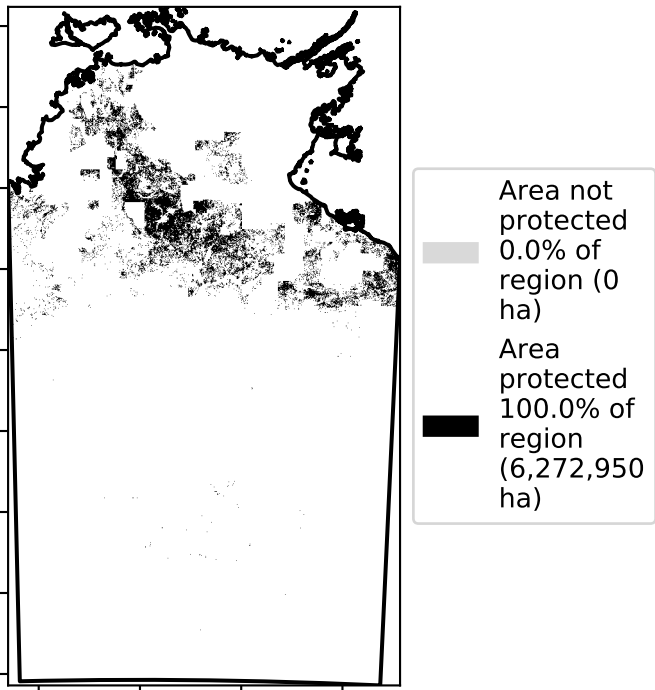 Area not
protected
0.0% of
region (0
ha)
Area
protected
100.0% of
region
(6,272,950
ha)